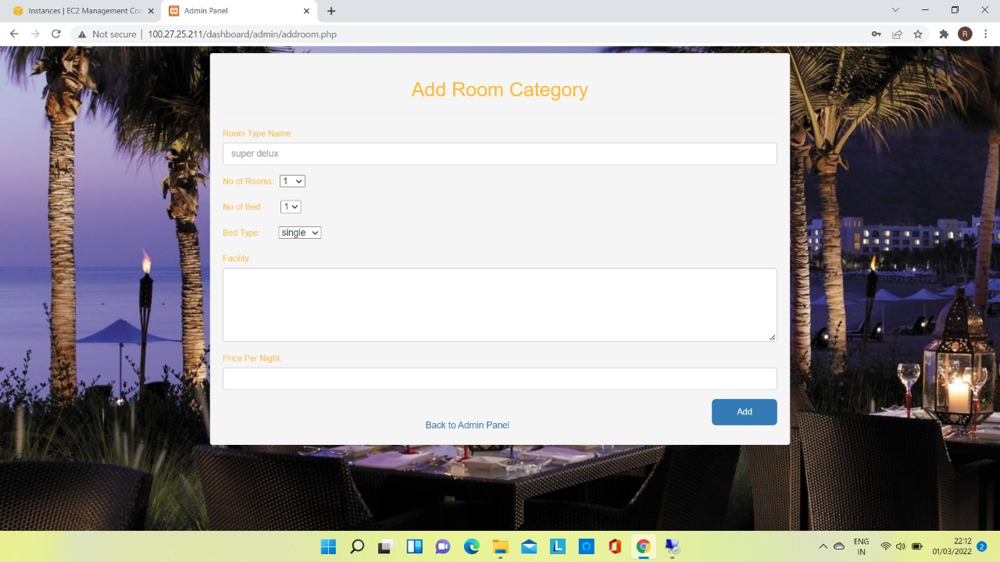 Instances | EC2 Management Cor
Admin Panel
Not secure | 100.27.25.211/dashboard/admin/addroom.php
R
Add Room Category
Room Type Name:
super delux
No of Rooms: 1
No of Bed: 1
Bed Type: single
Facility
Price Per Night:
Add
Back to Admin Panel
L
ENG
IN
22:12
01/03/2022
2